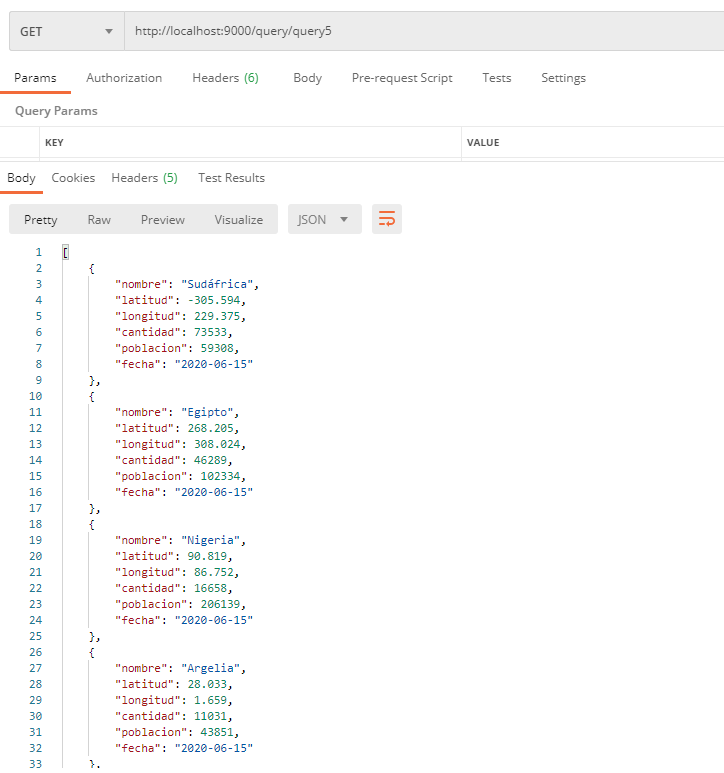 GET http://localhost:9000/query/query5
Params Authorization Headers (6) Body Pre-request Script Tests Settings
Query Params
KEY VALUE
Body Cookies Headers (5) Test Results
Pretty Raw Preview Visualize JSON
1 [
2 {
3 "nombre": "Sudáfrica",
4 "latitud": -305.594,
5 "longitud": 229.375,
6 "cantidad": 73533,
7 "poblacion": 59308,
8 "fecha": "2020-06-15"
9 },
10 {
11 "nombre": "Egipto",
12 "latitud": 268.205,
13 "longitud": 308.024,
14 "cantidad": 46289,
15 "poblacion": 102334,
16 "fecha": "2020-06-15"
17 },
18 {
19 "nombre": "Nigeria",
20 "latitud": 90.819,
21 "longitud": 86.752,
22 "cantidad": 16658,
23 "poblacion": 206139,
24 "fecha": "2020-06-15"
25 },
26 {
27 "nombre": "Argelia",
28 "latitud": 28.033,
29 "longitud": 1.659,
30 "cantidad": 11031,
31 "poblacion": 43851,
32 "fecha": "2020-06-15"
33 },